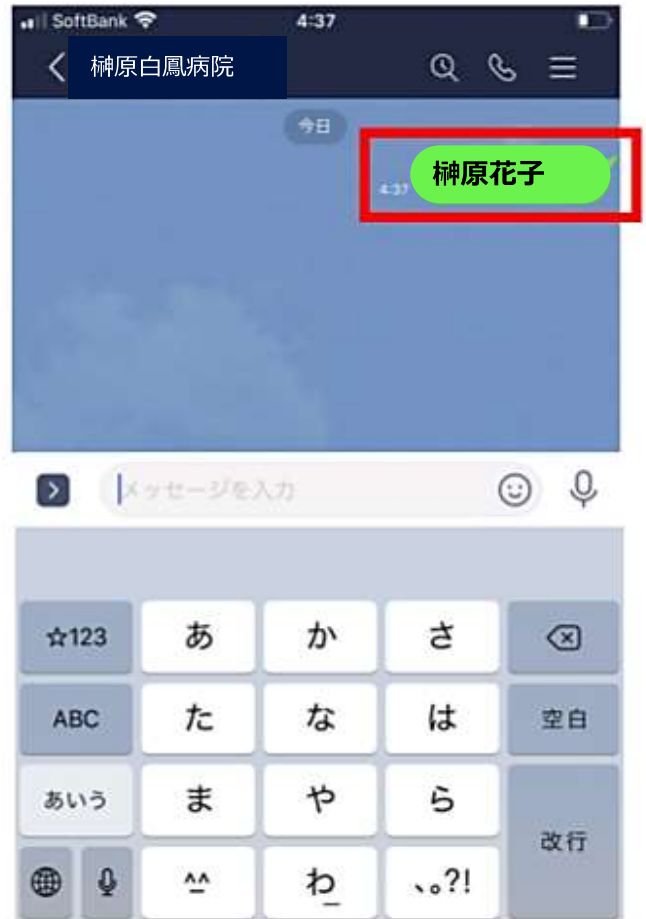 SoftBank 4:37
榊原白鳳病院
今日
榊原花子
4:37
メッセージを入力
☆123 あ か さ
ABC た な は 空白
あいう ま や ら
改行
^^ わ_ 、。?!